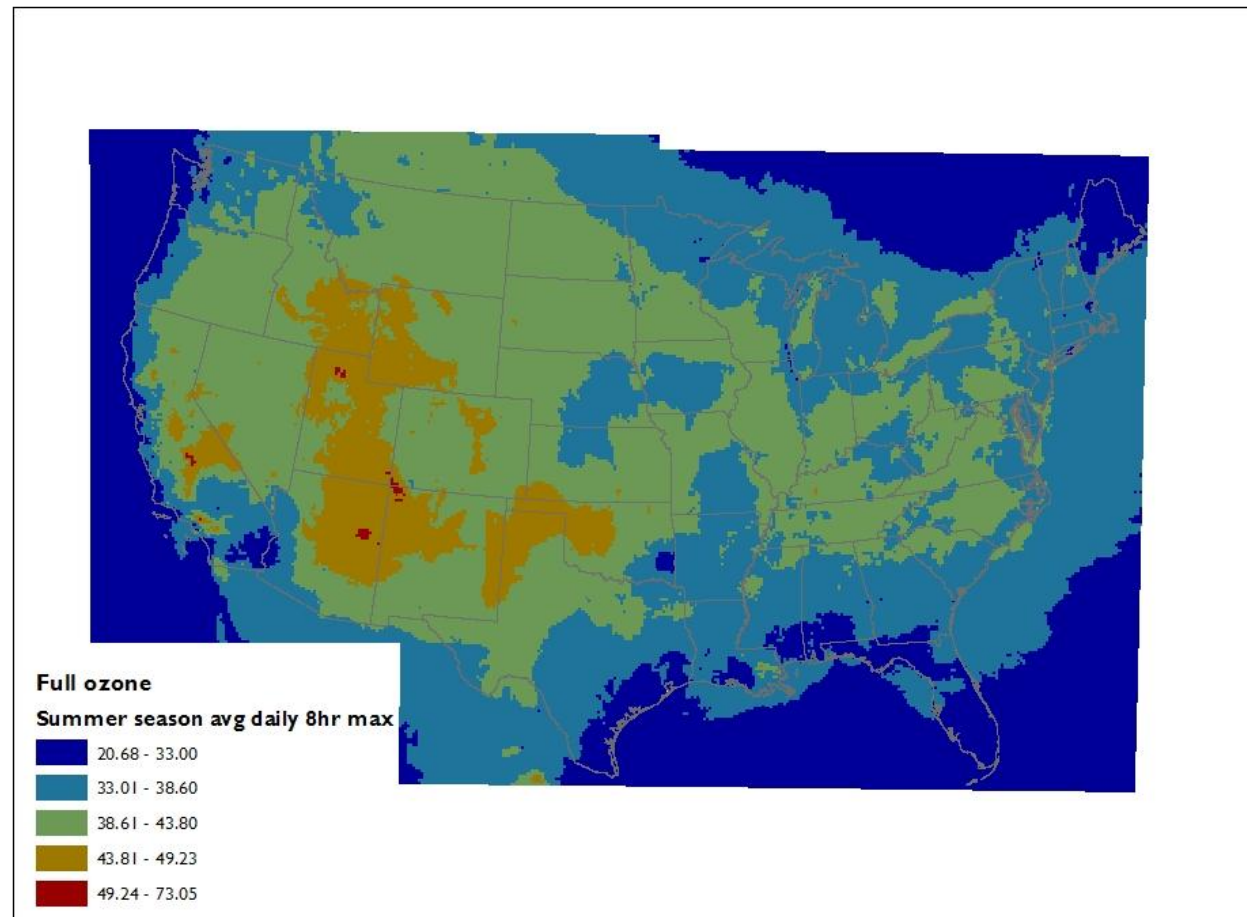 Full ozone
Summer season avg daily 8hr max
20.68 - 33.00
33.01 - 38.60
38.61 - 43.80
43.81 - 49.23
49.24 - 73.05